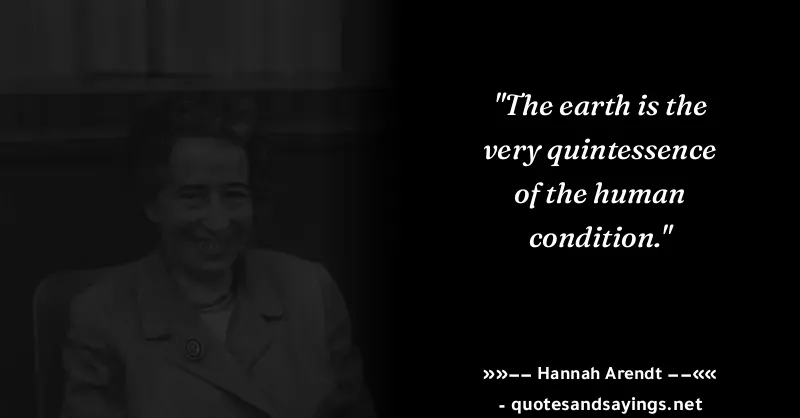 "The earth is the
very quintessence
of the human
condition."
»»–– Hannah Arendt ––««
- quotesandsayings.net